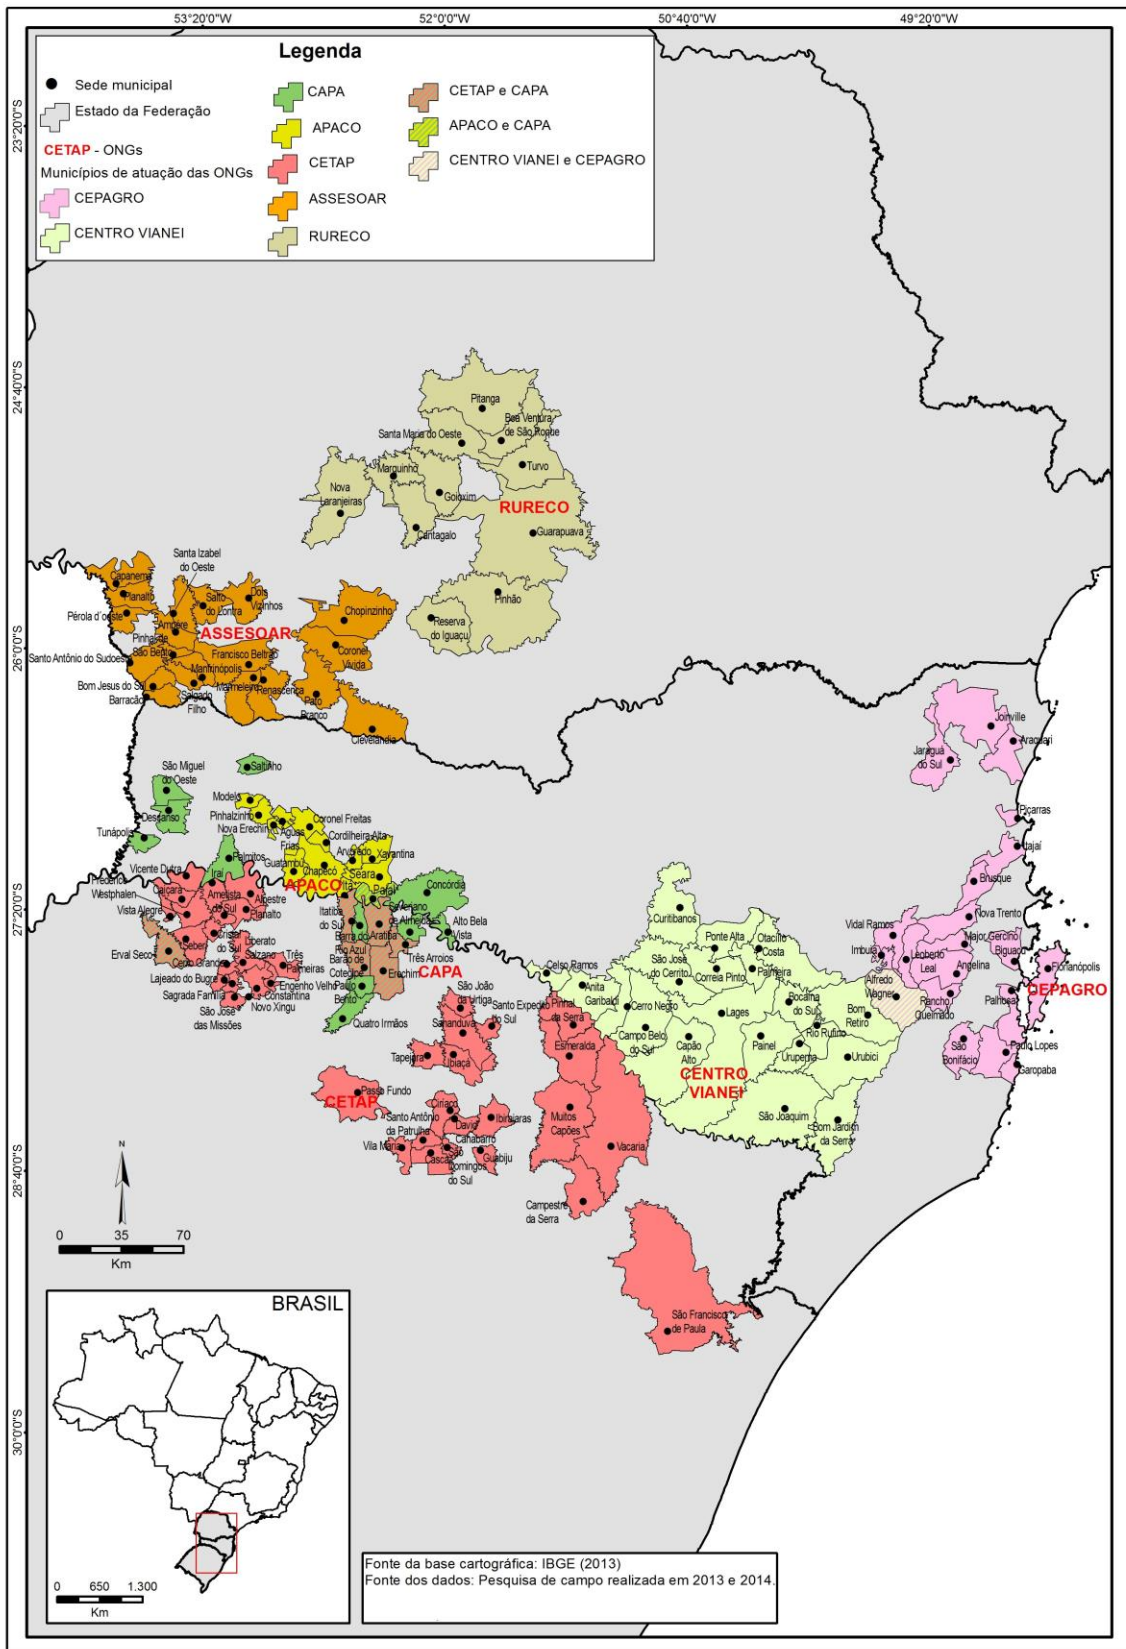 53°20'0"W
52°0'0"W
50°40'0"W
49°20'0"W
23°20'0"S
24°40'0"S
26°0'0"S
27°20'0"S
28°40'0"S
30°0'0"S
Legenda
Sede municipal
Estado da Federação
CETAP - ONGs
Municípios de atuação das ONGs
CEPAGRO
CENTRO VIANEI
CAPA
APACO
CETAP
ASSESOAR
RURECO
CETAP e CAPA
APACO e CAPA
CENTRO VIANEI e CEPAGRO
Pitanga
Boa Ventura
de São Roque
Santa Maria do Oeste
Turvo
Marquinho
Nova
Laranjeiras
Goioxim
RURECO
Cantagalo
Guarapuava
Pinhão
Reserva
do Iguaçu
Santa Izabel
do Oeste
Capanema
Planalto
Pérola d'oeste
Salto
do Lontra
Dois
Vizinhos
Ampére
Pinhal de
São Bento
ASSESOAR
Chopinzinho
Coronel
Vivida
Santo Antônio do Sudoeste
Francisco Beltrão
Manfrinópolis
Bom Jesus do Sul
Barracão
Salgado
Filho
Marmeleiro
Renascença
Pato
Branco
Clevelândia
São Miguel
do Oeste
Saltinho
Descanso
Tunápolis
Modelo
Pinhalzinho
Nova Erechin
Águas
Frias
Coronel Freitas
Cordilheira Alta
Guatambú
Chapecó
Arvoredo
Xavantina
Seara
APACO
Palmitos
Vicente Dutra
Iraí
Frederico
Westphalen
Caiçara
Ametista
do Sul
Alpestre
Planalto
Vista Alegre
Seberi
Cristal
do Sul
Erval Seco
Liberato
Salzano
Cerro Grande
Três
Palmeiras
Lajeado do Bugre
Engenho Velho
Sagrada Família
Constantina
São José
das Missões
Novo Xingu
Itatiba
do Sul
Concórdia
Alto Bela
Vista
Barra do
Rio Azul
Aratiba
Três Arroios
Barão de
Cotegipe
Erechim
CAPA
Paulo
Bento
Quatro Irmãos
São João
da Urtiga
Sananduva
Santo Expedito
do Sul
Tapejara
Ibiaçá
Passo Fundo
CETAP
Ciríaco
Santo Antônio
da Patrulha
David
Canabarro
Ibiraiaras
Vila Maria
Casca
São
Domingos
do Sul
Guabiju
Pinhal
da Serra
Esmeralda
Muitos
Capões
Vacaria
Campestre
da Serra
São Francisco
de Paula
Celso Ramos
Anita
Garibaldi
Curitibanos
Ponte Alta
Otacílio
Costa
São José
do Cerrito
Correia Pinto
Palmeira
Cerro Negro
Lages
Bocaina
do Sul
Campo Belo
do Sul
Capão
Alto
Painel
Rio Rufino
Bom
Retiro
Urupema
Urubici
CENTRO
VIANEI
São Joaquim
Bom Jardim
da Serra
Joinville
Araquari
Jaraguá
do Sul
Piçarras
Itajaí
Brusque
Nova Trento
Vidal Ramos
Imbuia
Major Gercino
Leoberto
Leal
Biguaçu
Florianópolis
Angelina
Alfredo
Wagner
Rancho
Queimado
Palhoça
CEPAGRO
São
Bonifácio
Paulo Lopes
Garopaba
N
0 35 70
Km
BRASIL
0 650 1.300
Km
Fonte da base cartográfica: IBGE (2013)
Fonte dos dados: Pesquisa de campo realizada em 2013 e 2014.